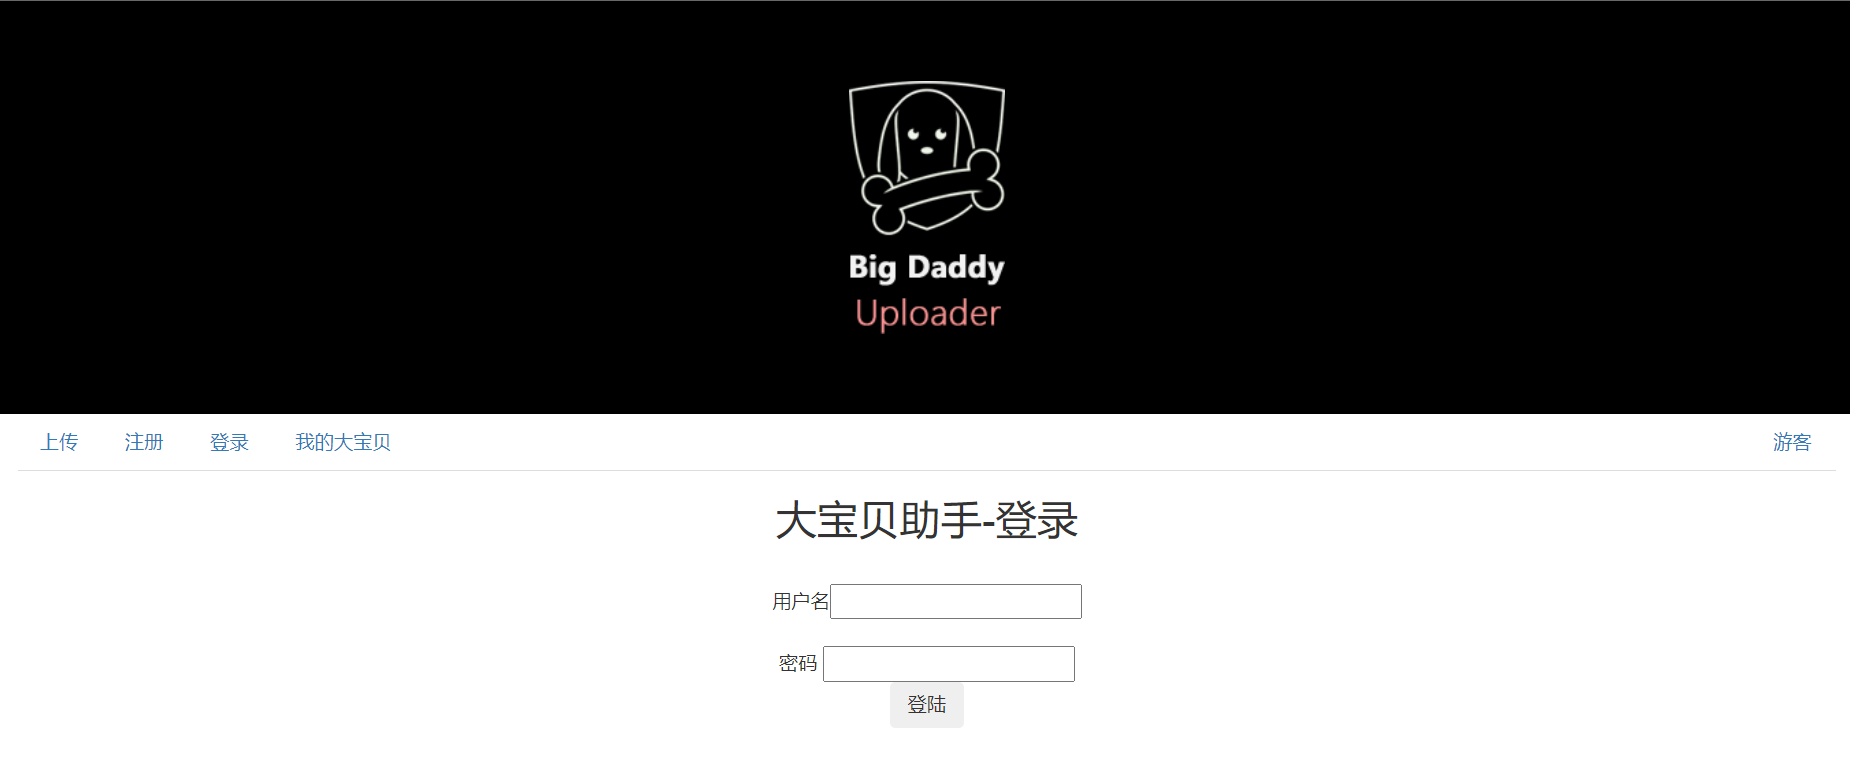 Big Daddy
Uploader
上传 注册 登录 我的大宝贝 游客
大宝贝助手-登录
用户名
密码
登陆